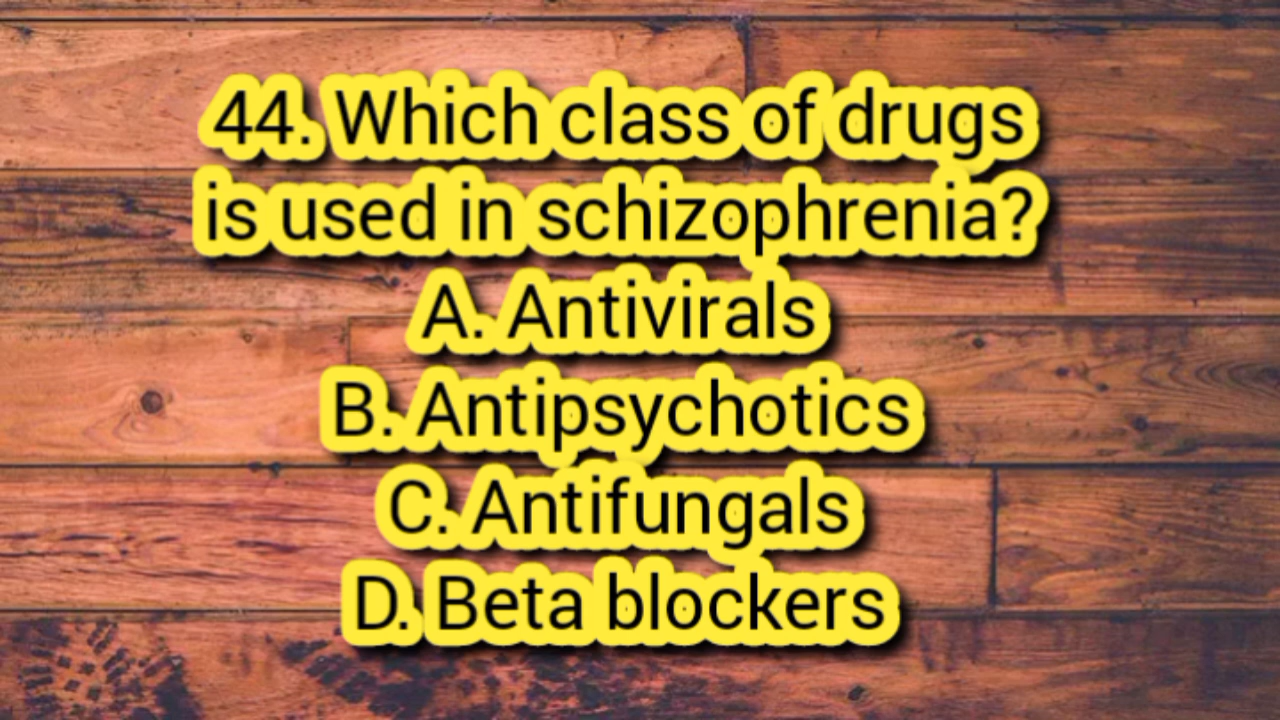 44. Which class of drugs
is used in schizophrenia?
A. Antivirals
B. Antipsychotics
C. Antifungals
D. Beta blockers